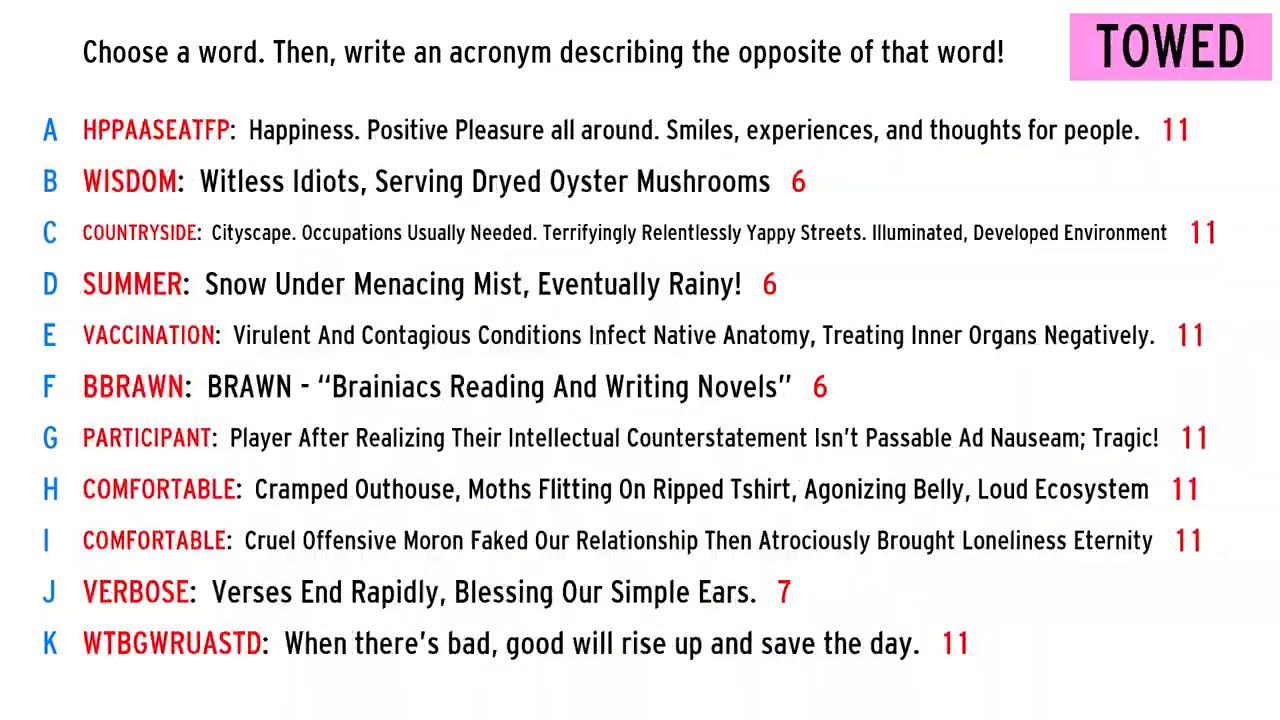 Choose a word. Then, write an acronym describing the opposite of that word!
TOWED
A HPPAASEATFP: Happiness. Positive Pleasure all around. Smiles, experiences, and thoughts for people. 11
B WISDOM: Witless Idiots, Serving Dryed Oyster Mushrooms 6
C COUNTRYSIDE: Cityscape. Occupations Usually Needed. Terrifyingly Relentlessly Yappy Streets. Illuminated, Developed Environment 11
D SUMMER: Snow Under Menacing Mist, Eventually Rainy! 6
E VACCINATION: Virulent And Contagious Conditions Infect Native Anatomy, Treating Inner Organs Negatively. 11
F BBRAWN: BRAWN - “Brainiacs Reading And Writing Novels” 6
G PARTICIPANT: Player After Realizing Their Intellectual Counterstatement Isn’t Passable Ad Nauseam; Tragic! 11
H COMFORTABLE: Cramped Outhouse, Moths Flitting On Ripped Tshirt, Agonizing Belly, Loud Ecosystem 11
I COMFORTABLE: Cruel Offensive Moron Faked Our Relationship Then Atrociously Brought Loneliness Eternity 11
J VERBOSE: Verses End Rapidly, Blessing Our Simple Ears. 7
K WTBGWRUASTD: When there’s bad, good will rise up and save the day. 11